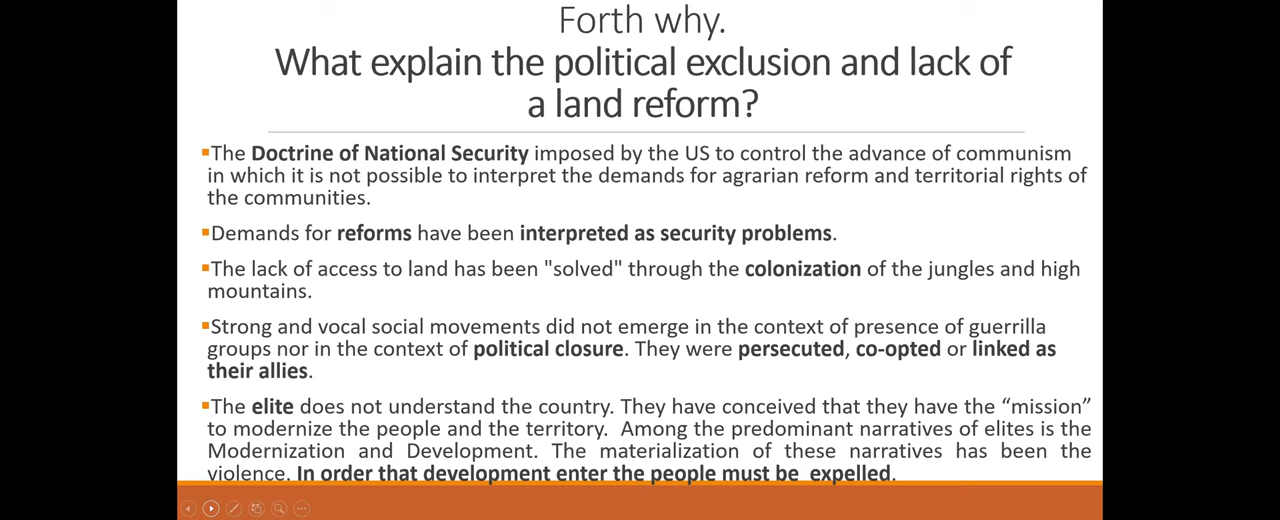 Forth why.
What explain the political exclusion and lack of
a land reform?
▪The Doctrine of National Security imposed by the US to control the advance of communism
in which it is not possible to interpret the demands for agrarian reform and territorial rights of
the communities.
▪Demands for reforms have been interpreted as security problems.
▪The lack of access to land has been "solved" through the colonization of the jungles and high
mountains.
▪Strong and vocal social movements did not emerge in the context of presence of guerrilla
groups nor in the context of political closure. They were persecuted, co-opted or linked as
their allies.
▪The elite does not understand the country. They have conceived that they have the “mission”
to modernize the people and the territory. Among the predominant narratives of elites is the
Modernization and Development. The materialization of these narratives has been the
violence. In order that development enter the people must be expelled.